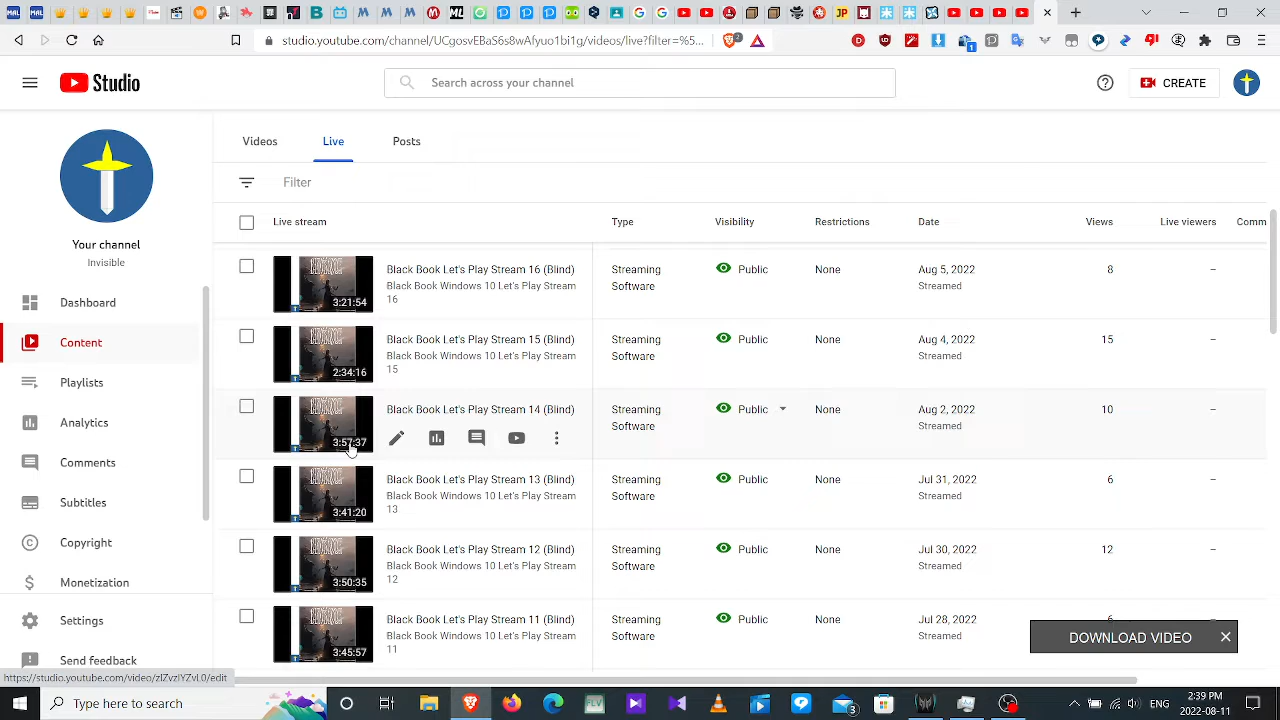 studio.youtube.com/channel/UCgosvEBaS6s8wAfyuo1bi1g/videos/live?filter=%5...
2
1
Studio
Search across your channel
CREATE
Your channel
Invisible
Dashboard
Content
Playlists
Analytics
Comments
Subtitles
Copyright
Monetization
Settings
Send feedback
Videos Live Posts
Filter
Live stream Type Visibility Restrictions Date Views Live viewers Comm
3:21:54
Black Book Let's Play Stream 16 (Blind)
Black Book Windows 10 Let's Play Stream
16
Streaming
Software
Public
None
Aug 5, 2022
Streamed
8
–
2:34:16
Black Book Let's Play Stream 15 (Blind)
Black Book Windows 10 Let's Play Stream
15
Streaming
Software
Public
None
Aug 4, 2022
Streamed
15
–
3:57:37
Black Book Let's Play Stream 14 (Blind)
Streaming
Software
Public
None
Aug 2, 2022
Streamed
10
–
3:41:20
Black Book Let's Play Stream 13 (Blind)
Black Book Windows 10 Let's Play Stream
13
Streaming
Software
Public
None
Jul 31, 2022
Streamed
6
–
3:50:35
Black Book Let's Play Stream 12 (Blind)
Black Book Windows 10 Let's Play Stream
12
Streaming
Software
Public
None
Jul 30, 2022
Streamed
12
–
3:45:57
Black Book Let's Play Stream 11 (Blind)
Black Book Windows 10 Let's Play Stream
11
Streaming
Software
Public
None
Jul 28, 2022
Streamed
DOWNLOAD VIDEO
Type here to search
FLV
3
2:39 PM
2022-08-11